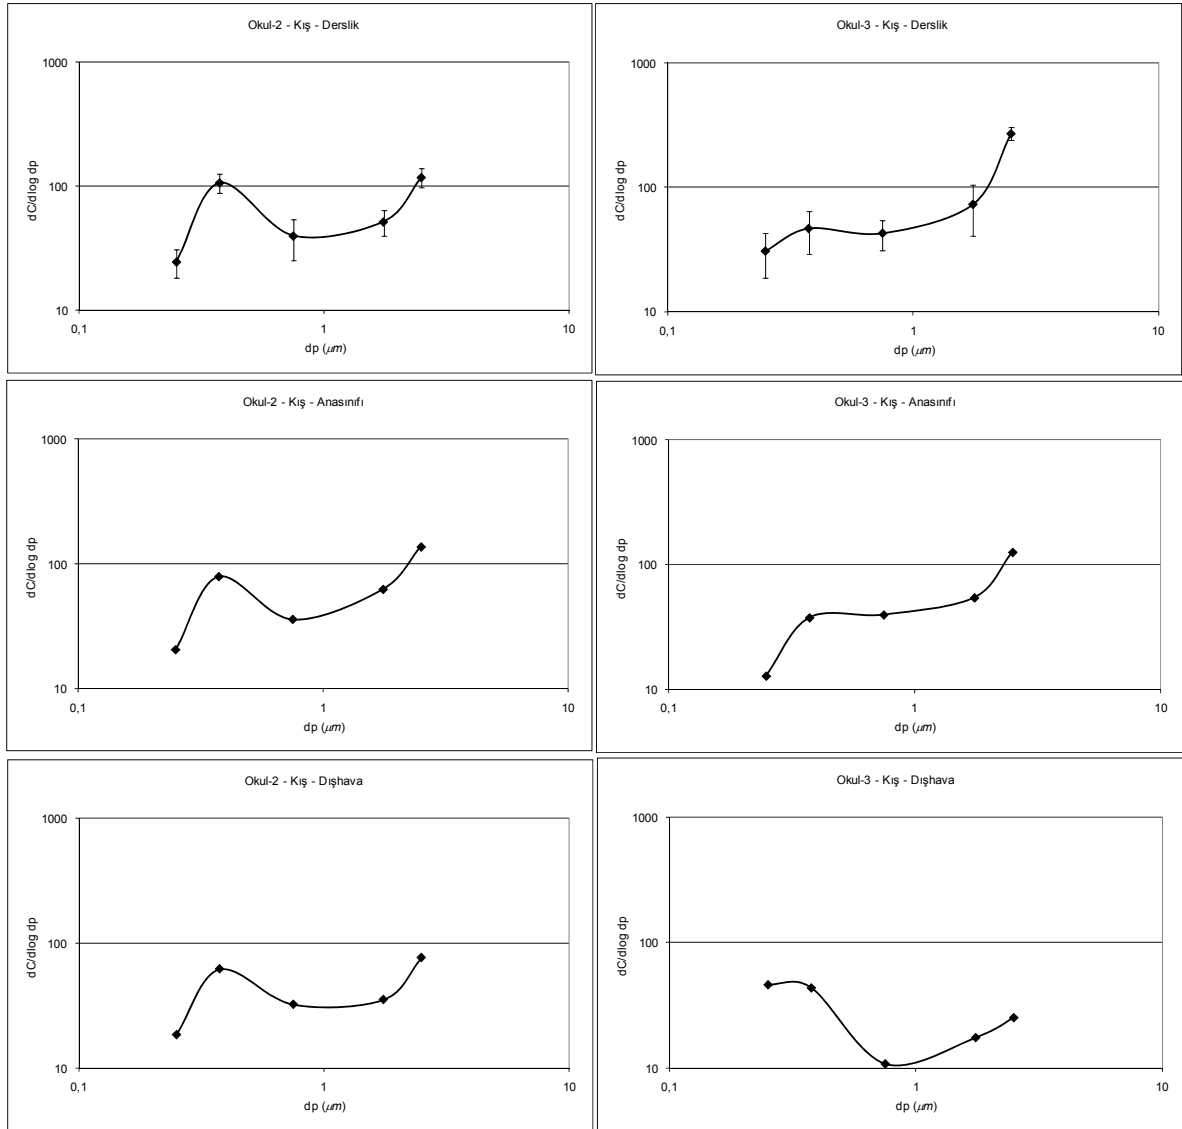 Okul-2 - Kış - Derslik
1000
100
10
0,1
1
10
dC/dlog dp
dp (µm)
Okul-3 - Kış - Derslik
1000
100
10
0,1
1
10
dC/dlog dp
dp (µm)
Okul-2 - Kış - Anasınıfı
1000
100
10
0,1
1
10
dC/dlog dp
dp (µm)
Okul-3 - Kış - Anasınıfı
1000
100
10
0,1
1
10
dC/dlog dp
dp (µm)
Okul-2 - Kış - Dışhava
1000
100
10
0,1
1
10
dC/dlog dp
dp (µm)
Okul-3 - Kış - Dışhava
1000
100
10
0,1
1
10
dC/dlog dp
dp (µm)